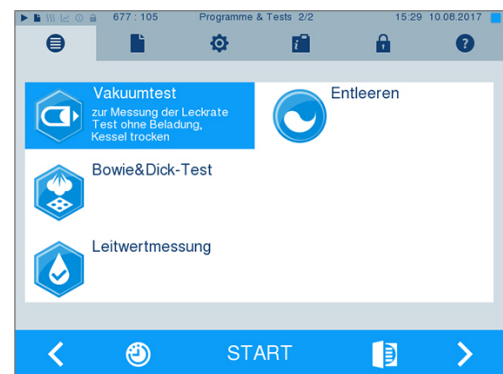 677 : 105 Programme & Tests 2/2 15:29 10.08.2017
Vakuumtest
zur Messung der Leckrate
Test ohne Beladung,
Kessel trocken
Entleeren
Bowie&Dick-Test
Leitwertmessung
START